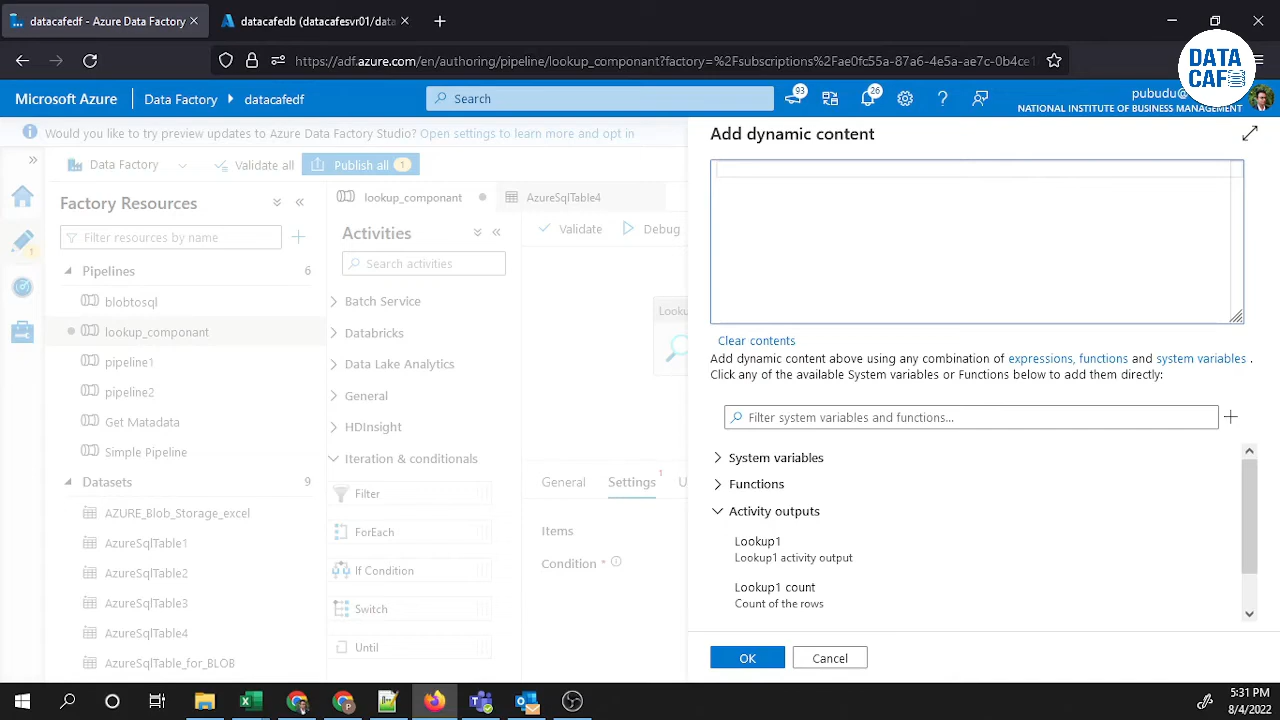 datacafedf - Azure Data Factory
datacafedb (datacafesvr01/data
https://adf.azure.com/en/authoring/pipeline/lookup_componant?factory=%2Fsubscriptions%2Fae0fc55a-87a6-4e5a-ae7c-0b4ce1
DATA
CAFE
Microsoft Azure
Data Factory
datacafedf
Search
93
26
pubudu@
NATIONAL INSTITUTE OF BUSINESS MANAGEMENT
Would you like to try preview updates to Azure Data Factory Studio? Open settings to learn more and opt in
Data Factory
Validate all
Publish all
1
Factory Resources
Filter resources by name
Pipelines
6
blobtosql
lookup_componant
pipeline1
pipeline2
Get Matadata
Simple Pipeline
Datasets
9
AZURE_Blob_Storage_excel
AzureSqlTable1
AzureSqlTable2
AzureSqlTable3
AzureSqlTable4
AzureSqlTable_for_BLOB
1
lookup_componant
AzureSqlTable4
Activities
Search activities
Batch Service
Databricks
Data Lake Analytics
General
HDInsight
Iteration & conditionals
Filter
ForEach
If Condition
Switch
Until
Validate
Debug
Looku
General
Settings
1
U
Items
Condition *
Add dynamic content
Clear contents
Add dynamic content above using any combination of expressions, functions and system variables .
Click any of the available System variables or Functions below to add them directly:
Filter system variables and functions...
System variables
Functions
Activity outputs
Lookup1
Lookup1 activity output
Lookup1 count
Count of the rows
OK
Cancel
5:31 PM
8/4/2022